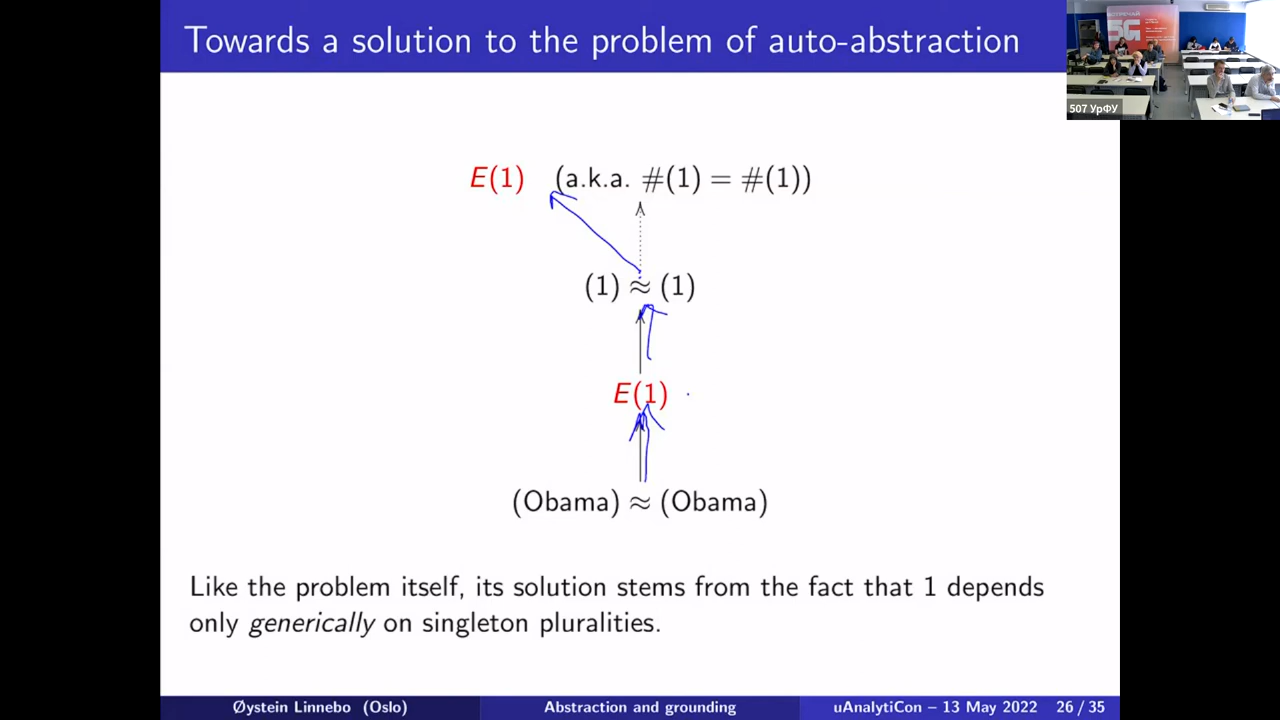 Towards a solution to the problem of auto-abstraction
ВСТРЕЧАЙ
5G
507 УрФУ
E(1) (a.k.a. #(1) = #(1))
(1) ≈ (1)
E(1)
(Obama) ≈ (Obama)
Like the problem itself, its solution stems from the fact that 1 depends
only generically on singleton pluralities.
Øystein Linnebo (Oslo) Abstraction and grounding uAnalytiCon – 13 May 2022 26 / 35